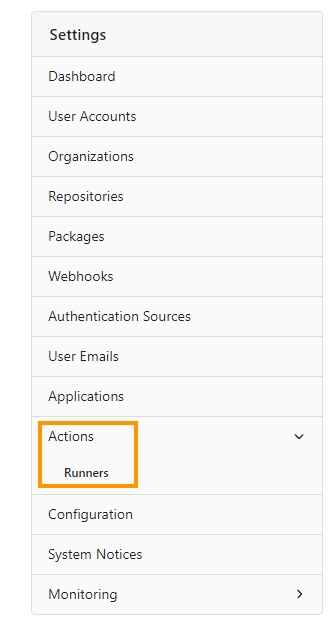 Settings
Dashboard
User Accounts
Organizations
Repositories
Packages
Webhooks
Authentication Sources
User Emails
Applications
Actions
Runners
Configuration
System Notices
Monitoring